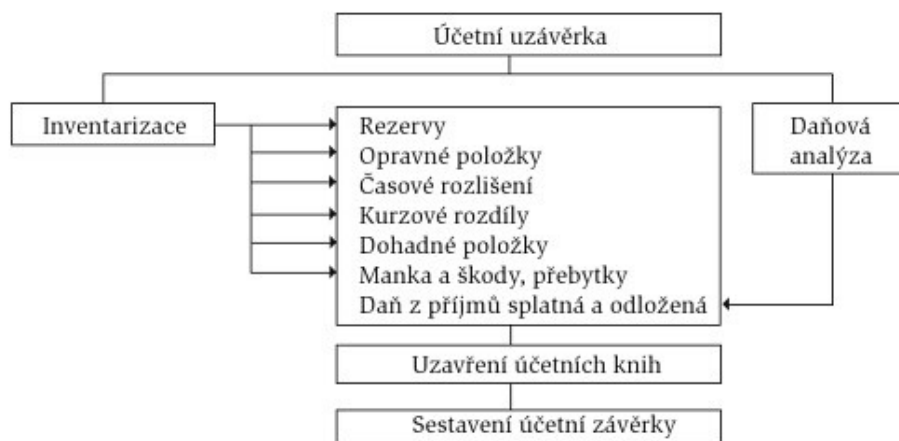 Účetní uzávěrka
Inventarizace
Rezervy
Opravné položky
Časové rozlišení
Kurzové rozdíly
Dohadné položky
Manka a škody, přebytky
Daň z příjmů splatná a odložená
Daňová
analýza
Uzavření účetních knih
Sestavení účetní závěrky